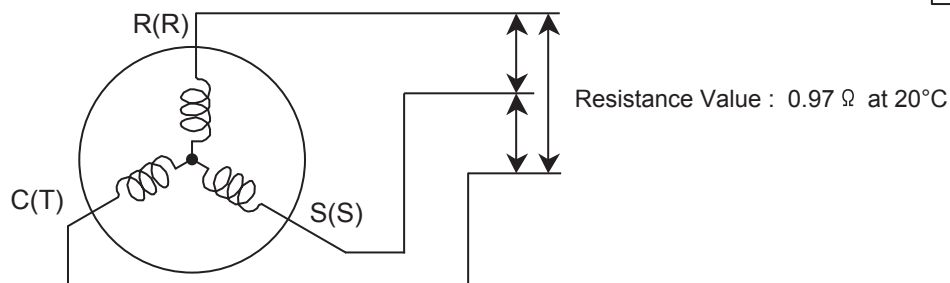 R(R)
Resistance Value : 0.97 Ω at 20°C
C(T)
S(S)